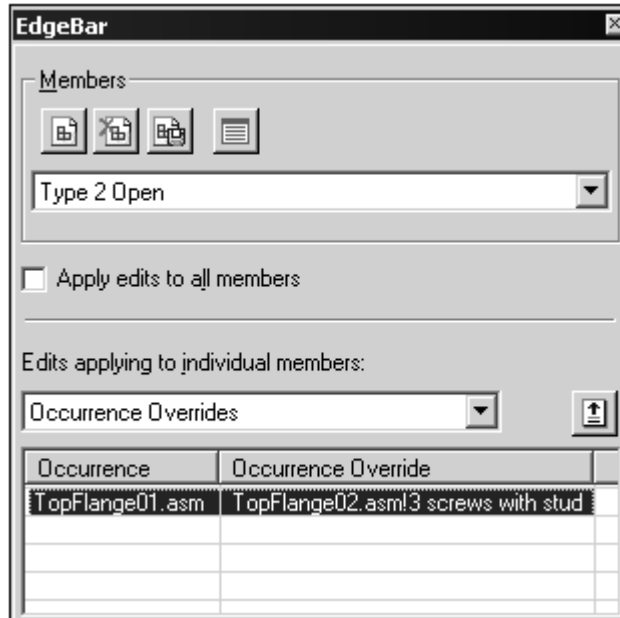 EdgeBar
Members
Type 2 Open
Apply edits to all members
Edits applying to individual members:
Occurrence Overrides
Occurrence Occurrence Override
TopFlange01.asm TopFlange02.asm!3 screws with stud